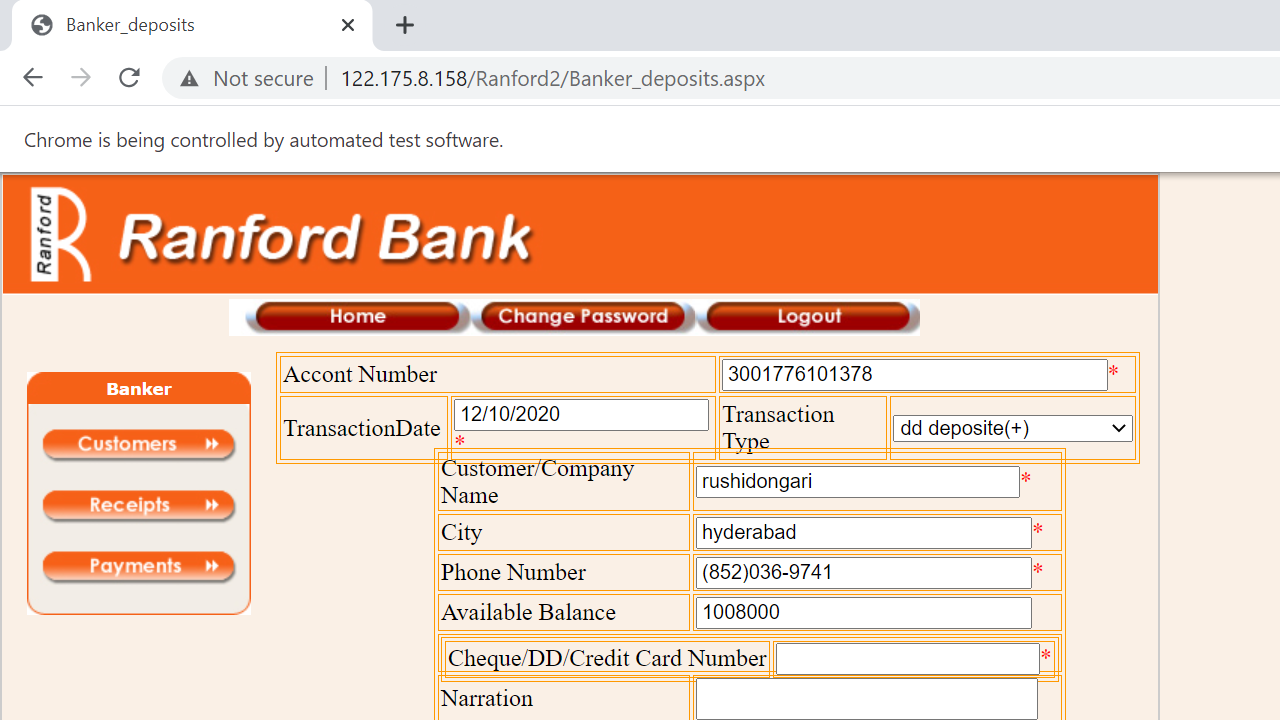 Banker_deposits
Not secure 122.175.8.158/Ranford2/Banker_deposits.aspx
Chrome is being controlled by automated test software.
Ranford
Ranford Bank
Home Change Password Logout
Banker
Customers
Receipts
Payments
Accont Number 3001776101378 *
TransactionDate 12/10/2020 * Transaction Type dd deposite(+)
Customer/Company Name rushidongari *
City hyderabad *
Phone Number (852)036-9741 *
Available Balance 1008000
Cheque/DD/Credit Card Number *
Narration